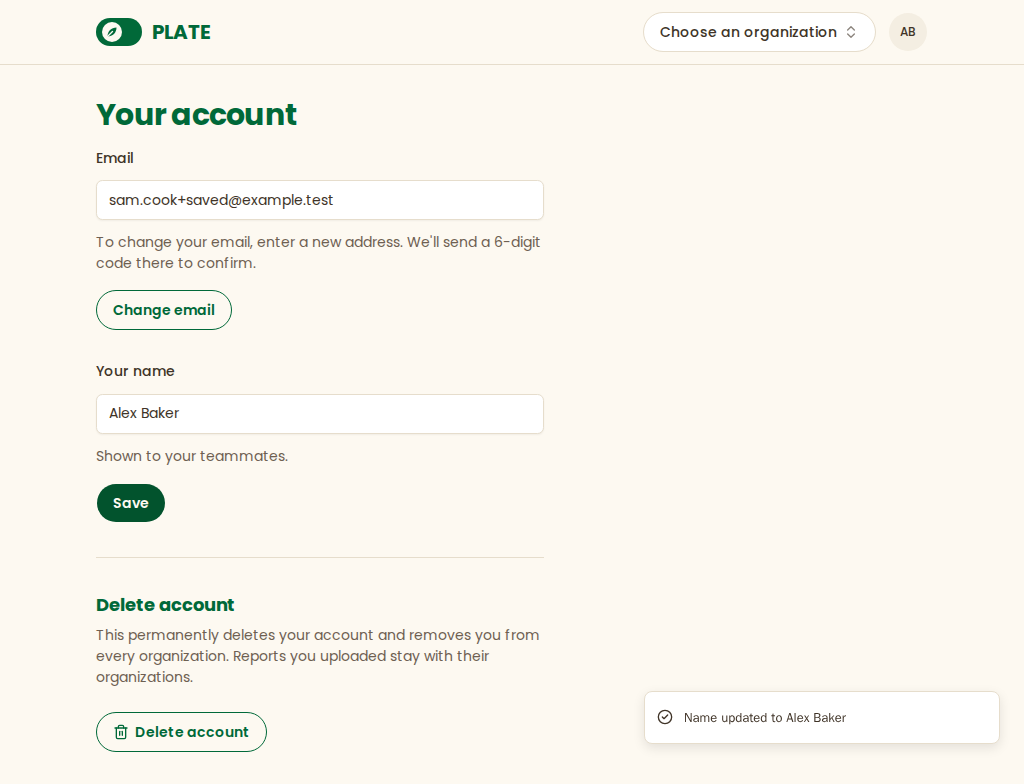 PLATE
Choose an organization
AB
Your account
Email
sam.cook+saved@example.test
To change your email, enter a new address. We'll send a 6-digit
code there to confirm.
Change email
Your name
Alex Baker
Shown to your teammates.
Save
Delete account
This permanently deletes your account and removes you from
every organization. Reports you uploaded stay with their
organizations.
Delete account
Name updated to Alex Baker